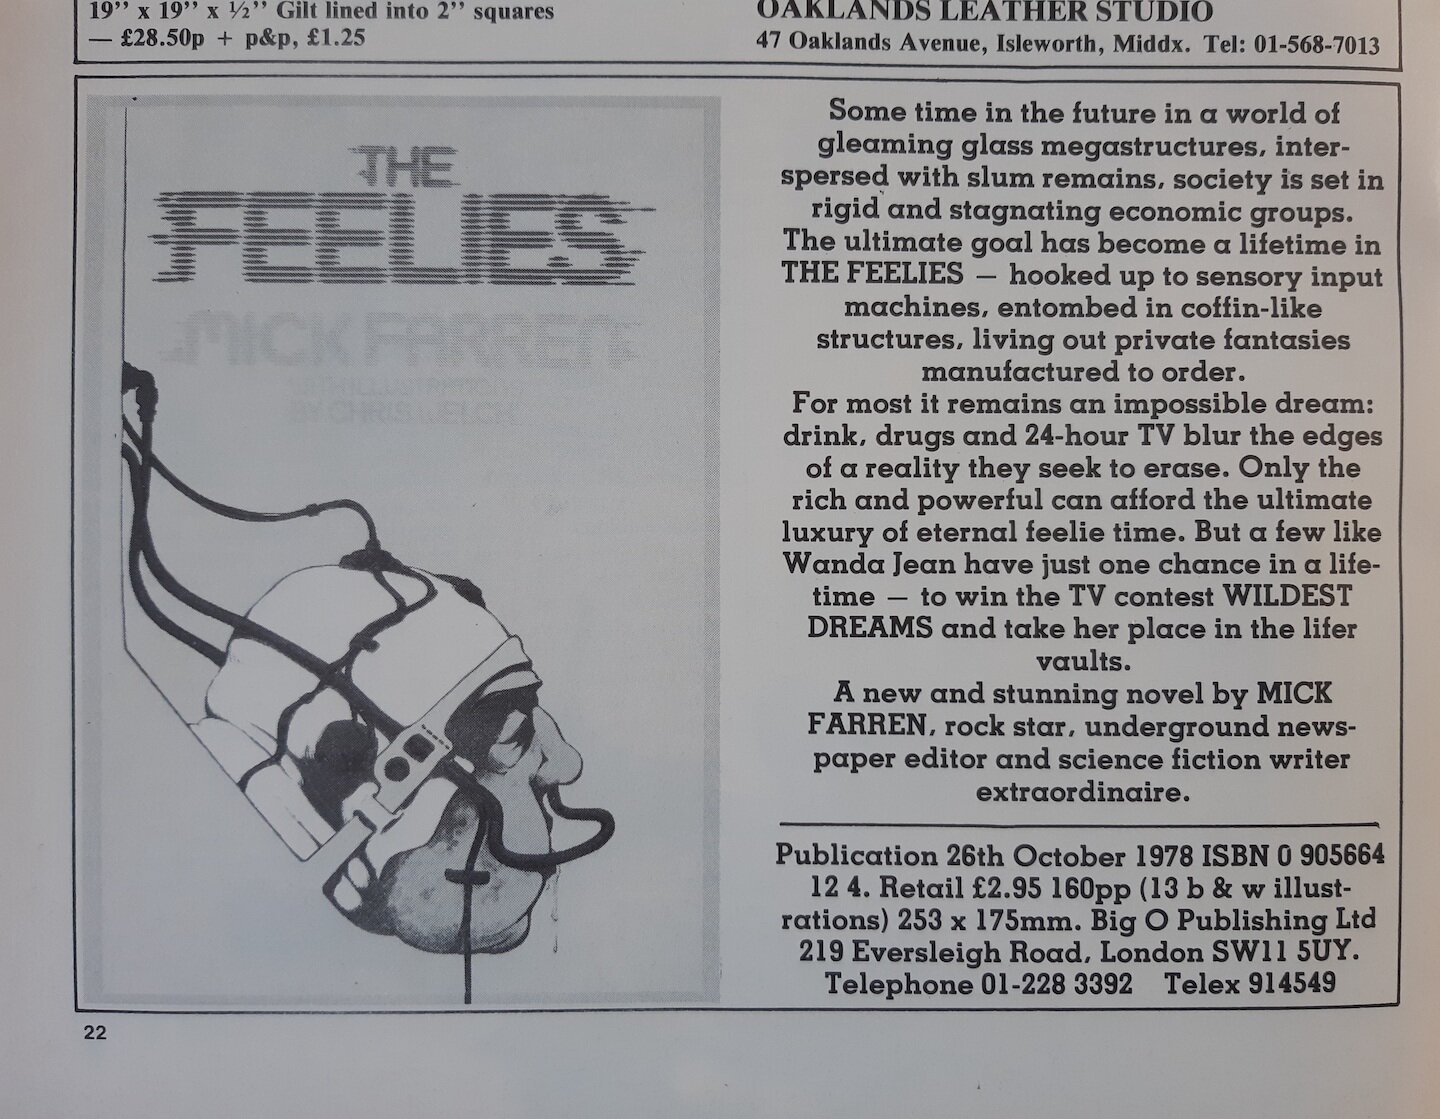 19” x 19” x ½” Gilt lined into 2” squares
— £28.50p + p&p, £1.25
OAKLANDS LEATHER STUDIO
47 Oaklands Avenue, Isleworth, Middx. Tel: 01-568-7013
THE
FEELIES
MICK FARREN
Some time in the future in a world of
gleaming glass megastructures, inter-
spersed with slum remains, society is set in
rigid and stagnating economic groups.
The ultimate goal has become a lifetime in
THE FEELIES — hooked up to sensory input
machines, entombed in coffin-like
structures, living out private fantasies
manufactured to order.
For most it remains an impossible dream:
drink, drugs and 24-hour TV blur the edges
of a reality they seek to erase. Only the
rich and powerful can afford the ultimate
luxury of eternal feelie time. But a few like
Wanda Jean have just one chance in a life-
time — to win the TV contest WILDEST
DREAMS and take her place in the lifer
vaults.
A new and stunning novel by MICK
FARREN, rock star, underground news-
paper editor and science fiction writer
extraordinaire.
Publication 26th October 1978 ISBN 0 905664
12 4. Retail £2.95 160pp (13 b & w illust-
rations) 253 x 175mm. Big O Publishing Ltd
219 Eversleigh Road, London SW11 5UY.
Telephone 01-228 3392 Telex 914549
22